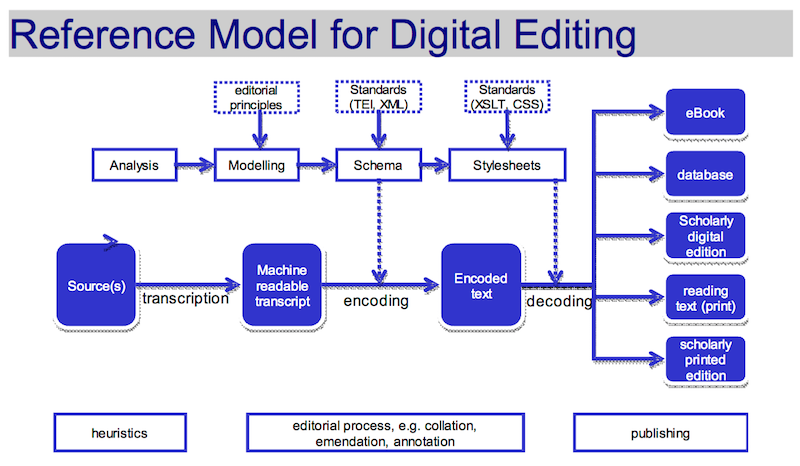 Reference Model for Digital Editing
editorial
principles
Standards
(TEI, XML)
Standards
(XSLT, CSS)
Analysis
Modelling
Schema
Stylesheets
Source(s)
transcription
Machine
readable
transcript
encoding
Encoded
text
decoding
eBook
database
Scholarly
digital
edition
reading
text (print)
scholarly
printed
edition
heuristics
editorial process, e.g. collation,
emendation, annotation
publishing